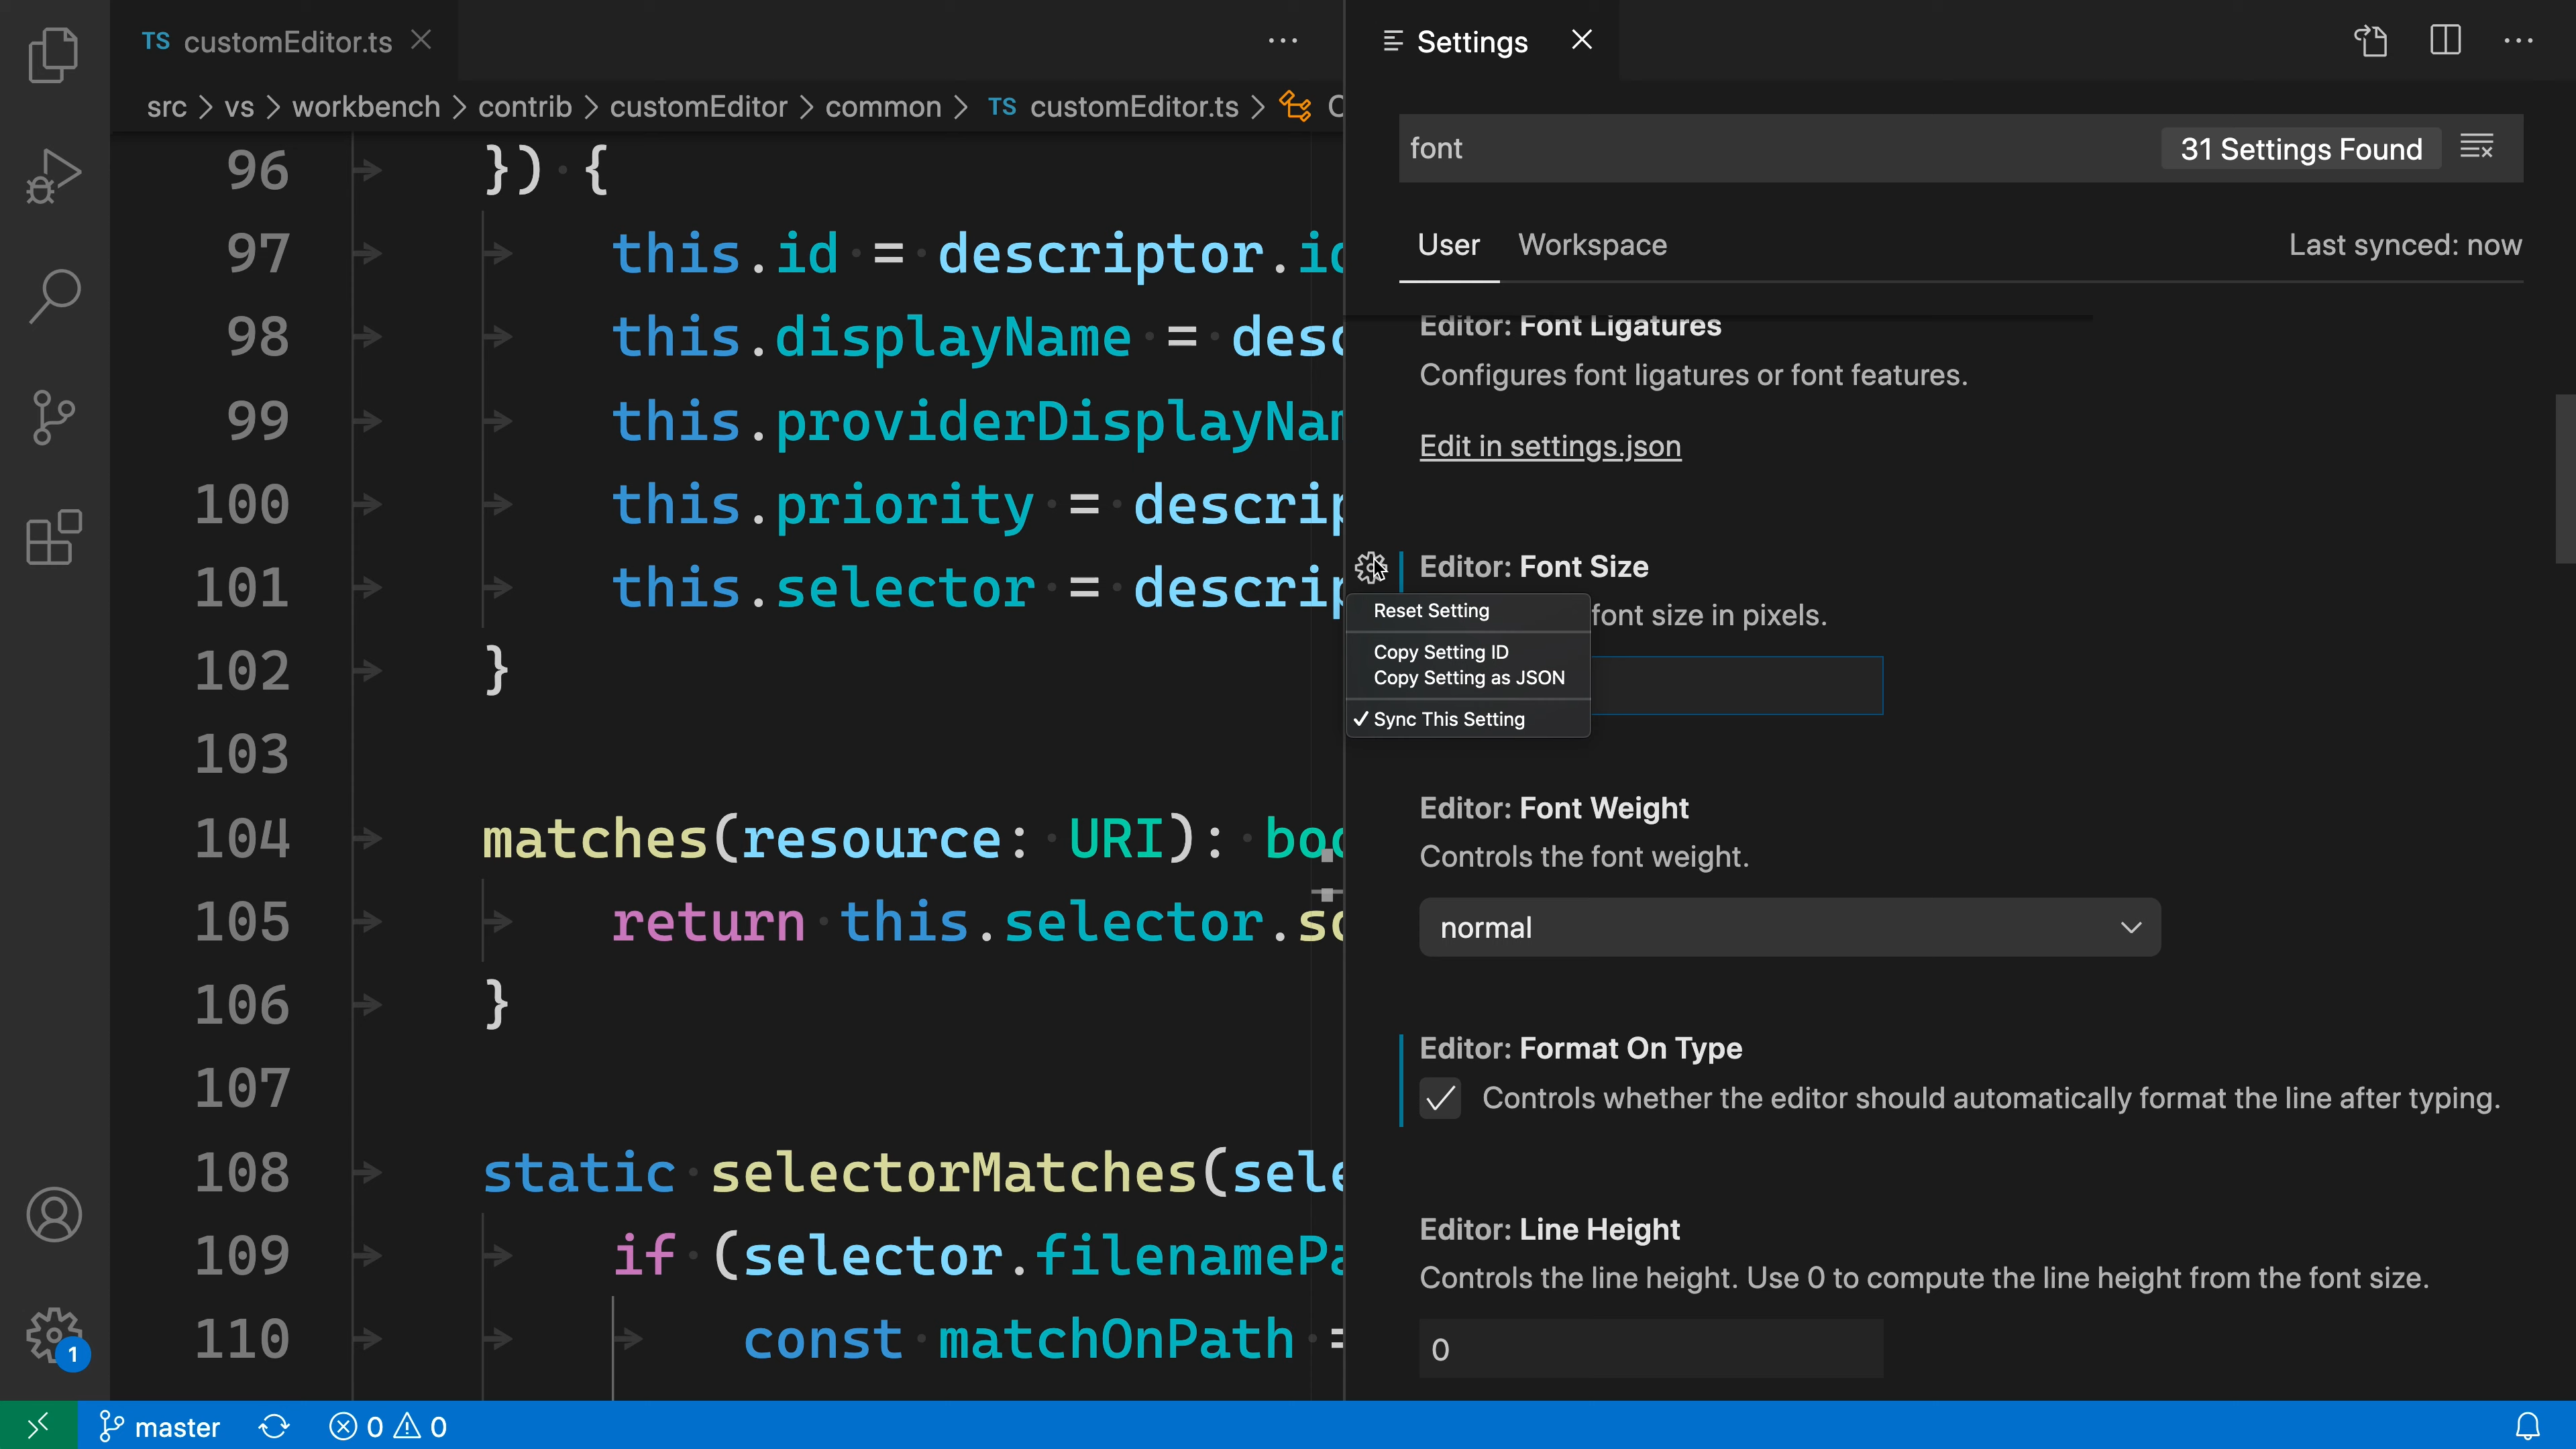 TS customEditor.ts
src > vs > workbench > contrib > customEditor > common > TS customEditor.ts > C
96 }) {
97 this.id = descriptor.id
98 this.displayName = desc
99 this.providerDisplayNam
100 this.priority = descrip
101 this.selector = descrip
102 }
103
104 matches(resource: URI): boo
105 return this.selector.so
106 }
107
108 static selectorMatches(sele
109 if (selector.filenamePa
110 const matchOnPath =
1
master
0 0
Settings
font
31 Settings Found
User Workspace
Last synced: now
Editor: Font Ligatures
Configures font ligatures or font features.
Edit in settings.json
Editor: Font Size
font size in pixels.
Reset Setting
Copy Setting ID
Copy Setting as JSON
✓ Sync This Setting
Editor: Font Weight
Controls the font weight.
normal
Editor: Format On Type
Controls whether the editor should automatically format the line after typing.
Editor: Line Height
Controls the line height. Use 0 to compute the line height from the font size.
0